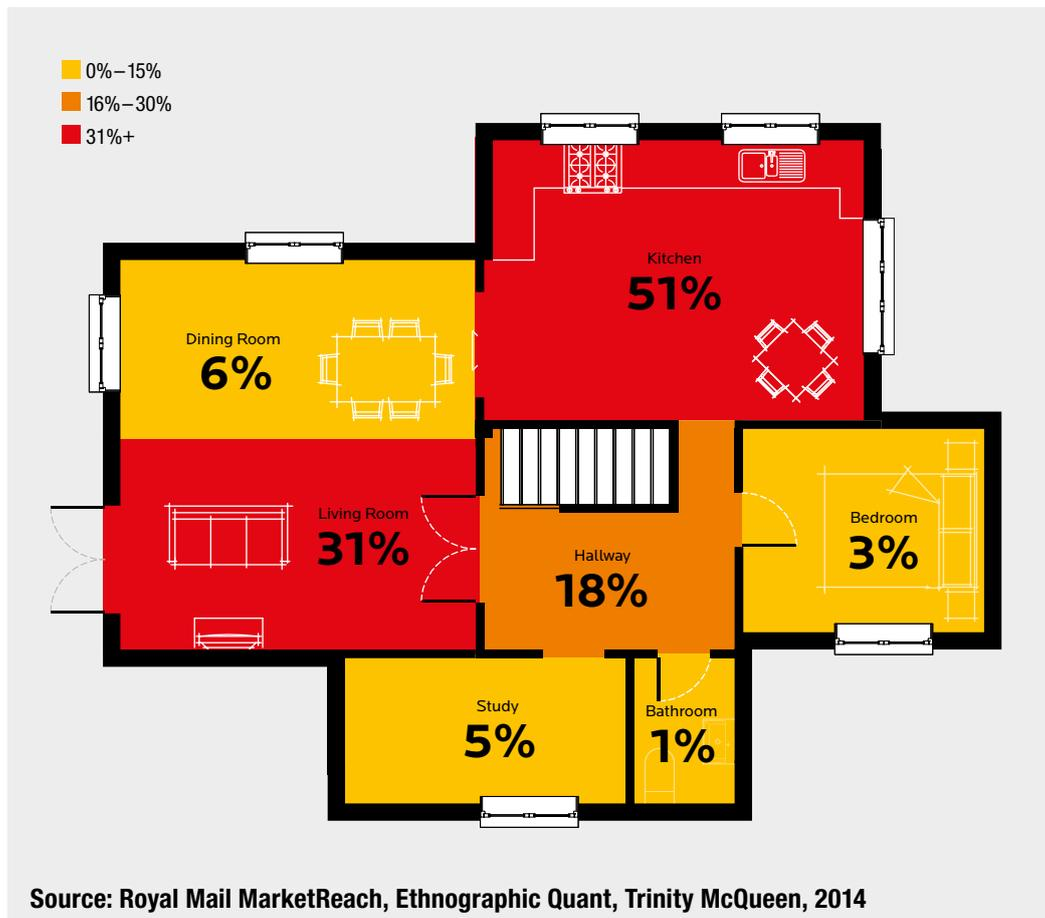 0%–15%
16%–30%
31%+
Kitchen
51%
Dining Room
6%
Living Room
31%
Hallway
18%
Bedroom
3%
Study
5%
Bathroom
1%
Source: Royal Mail MarketReach, Ethnographic Quant, Trinity McQueen, 2014